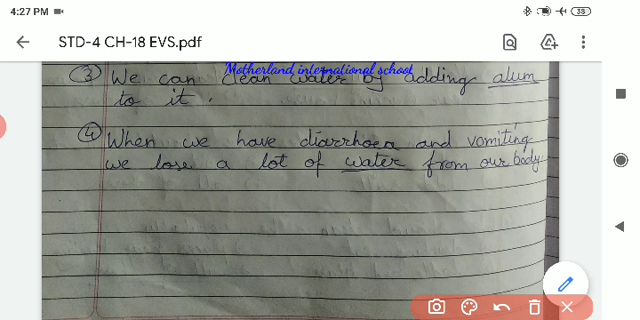 4:27 PM
38
STD-4 CH-18 EVS.pdf
Motherland international school
③ We can clean water by adding alum
to it.
④ When we have diarrhoea and vomiting
we lose a lot of water from our body